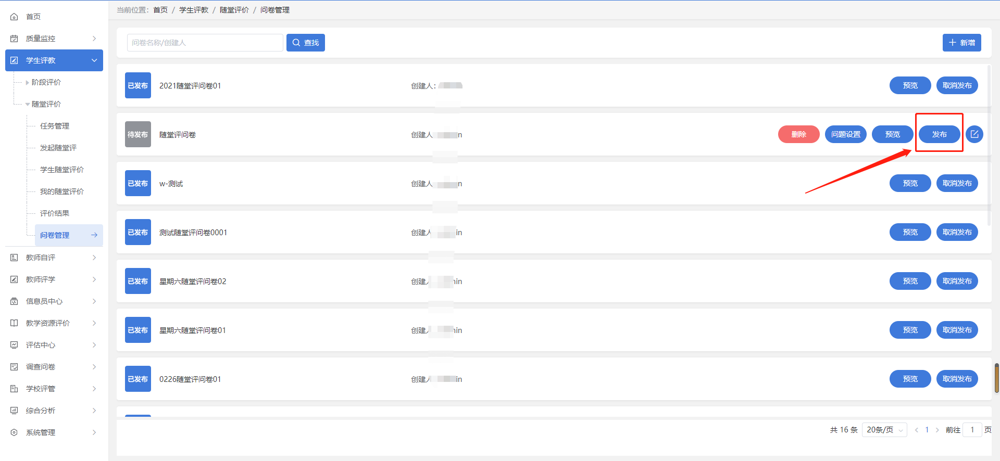 当前位置： 首页 / 学生评教 / 随堂评价 / 问卷管理
首页
质量监控
学生评教
阶段评价
随堂评价
任务管理
发起随堂评
学生随堂评价
我的随堂评价
评价结果
问卷管理
教师自评
教师评学
信息员中心
教学资源评价
评估中心
调查问卷
学校评管
综合分析
系统管理
问卷名称/创建人
查找
新增
已发布 2021随堂评问卷01 创建人： 预览 取消发布
待发布 随堂评问卷 创建人 n 删除 问题设置 预览 发布
已发布 w-测试 创建人 n 预览 取消发布
已发布 测试随堂评问卷0001 创建人 in 预览 取消发布
已发布 星期六随堂评问卷02 创建人 in 预览 取消发布
已发布 星期六随堂评问卷01 创建人 in 预览 取消发布
已发布 0226随堂评问卷01 创建人 in 预览 取消发布
共 16 条 20条/页 1 前往 1 页